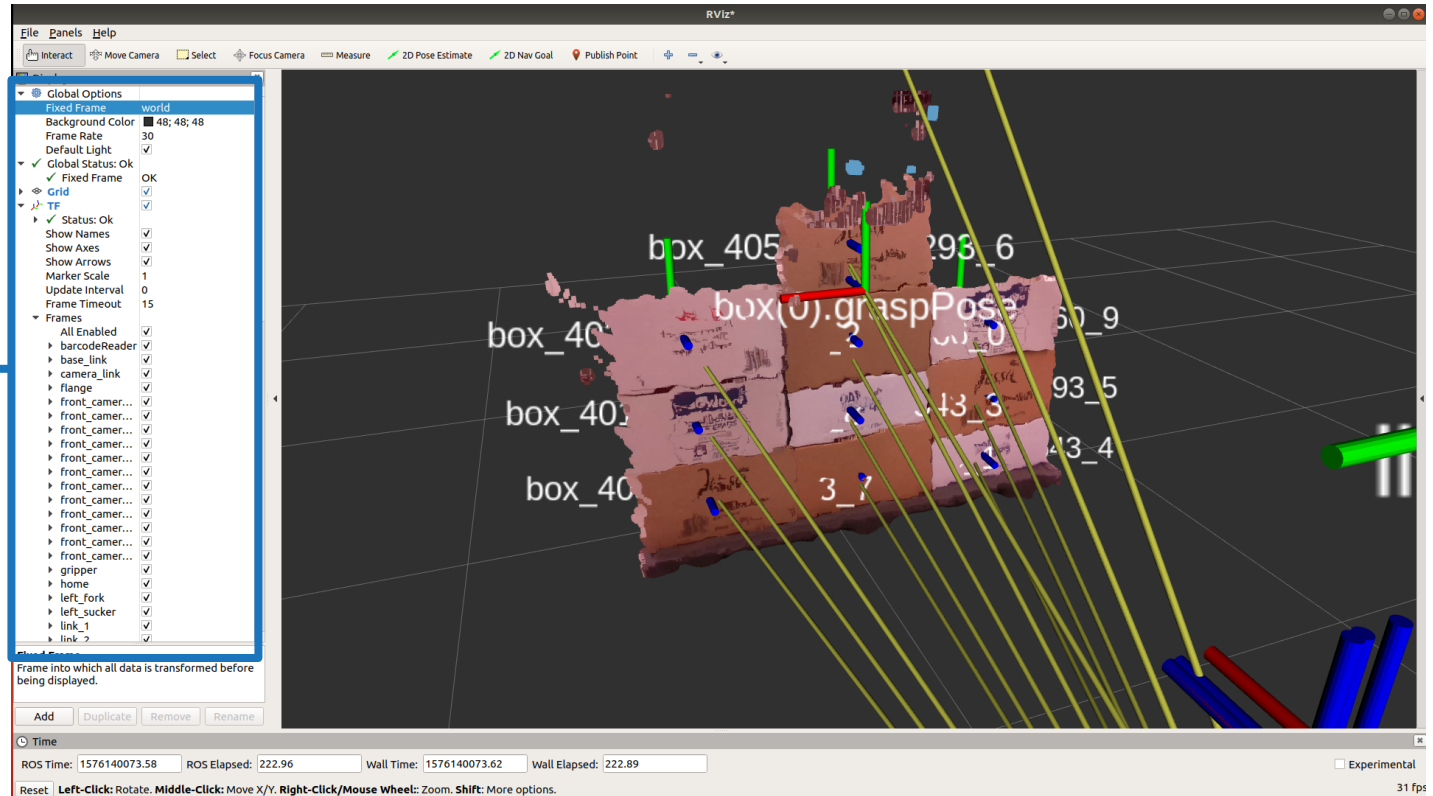 RViz*
File Panels Help
Interact Move Camera Select Focus Camera Measure 2D Pose Estimate 2D Nav Goal Publish Point
Global Options
Fixed Frame world
Background Color 48; 48; 48
Frame Rate 30
Default Light
Global Status: Ok
Fixed Frame OK
Grid
TF
Status: Ok
Show Names
Show Axes
Show Arrows
Marker Scale 1
Update Interval 0
Frame Timeout 15
Frames
All Enabled
barcodeReader
base_link
camera_link
flange
front_camer...
front_camer...
front_camer...
front_camer...
front_camer...
front_camer...
front_camer...
front_camer...
front_camer...
front_camer...
front_camer...
front_camer...
gripper
home
left_fork
left_sucker
link_1
link_2
Fixed Frame
Frame into which all data is transformed before
being displayed.
Add Duplicate Remove Rename
box_405 293_6
box(0).graspPose
box_40
box_401 343_3 93_5
43_4
box_40 3_7
Time
ROS Time: 1576140073.58 ROS Elapsed: 222.96 Wall Time: 1576140073.62 Wall Elapsed: 222.89 Experimental
Reset Left-Click: Rotate. Middle-Click: Move X/Y. Right-Click/Mouse Wheel:: Zoom. Shift: More options. 31 fps